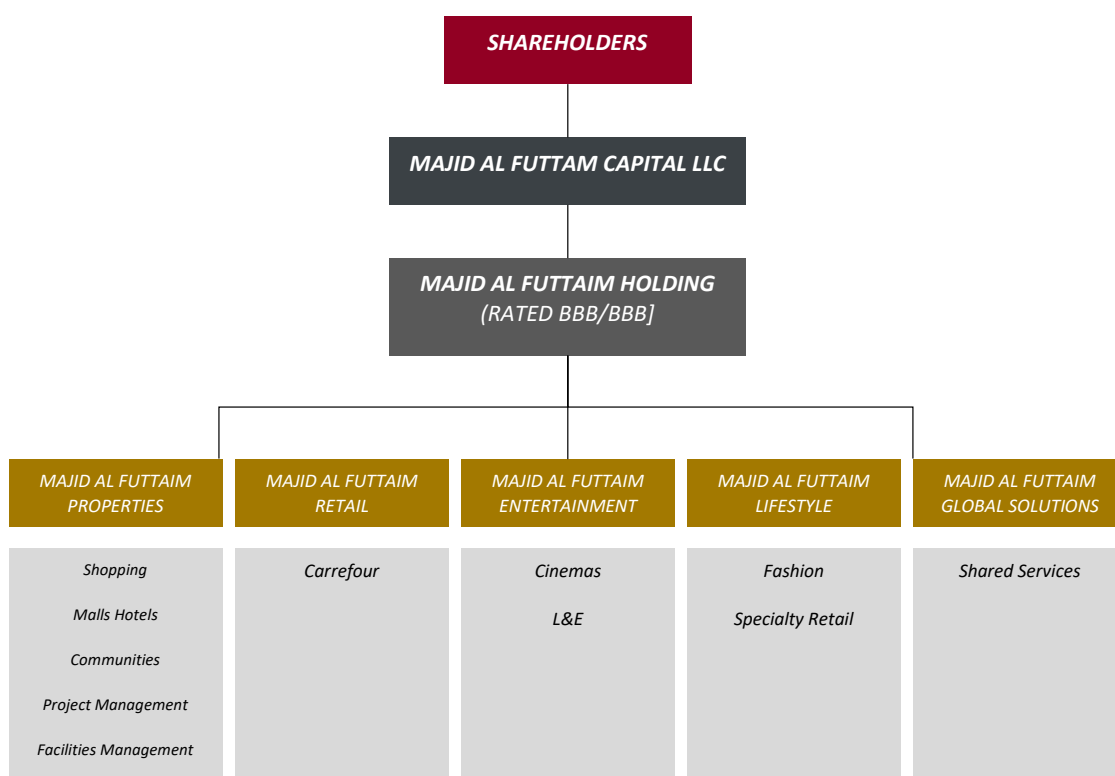 SHAREHOLDERS
MAJID AL FUTTAM CAPITAL LLC
MAJID AL FUTTAIM HOLDING
(RATED BBB/BBB]
MAJID AL FUTTAIM
PROPERTIES
MAJID AL FUTTAIM
RETAIL
MAJID AL FUTTAIM
ENTERTAINMENT
MAJID AL FUTTAIM
LIFESTYLE
MAJID AL FUTTAIM
GLOBAL SOLUTIONS
Shopping
Malls Hotels
Communities
Project Management
Facilities Management
Carrefour
Cinemas
L&E
Fashion
Specialty Retail
Shared Services